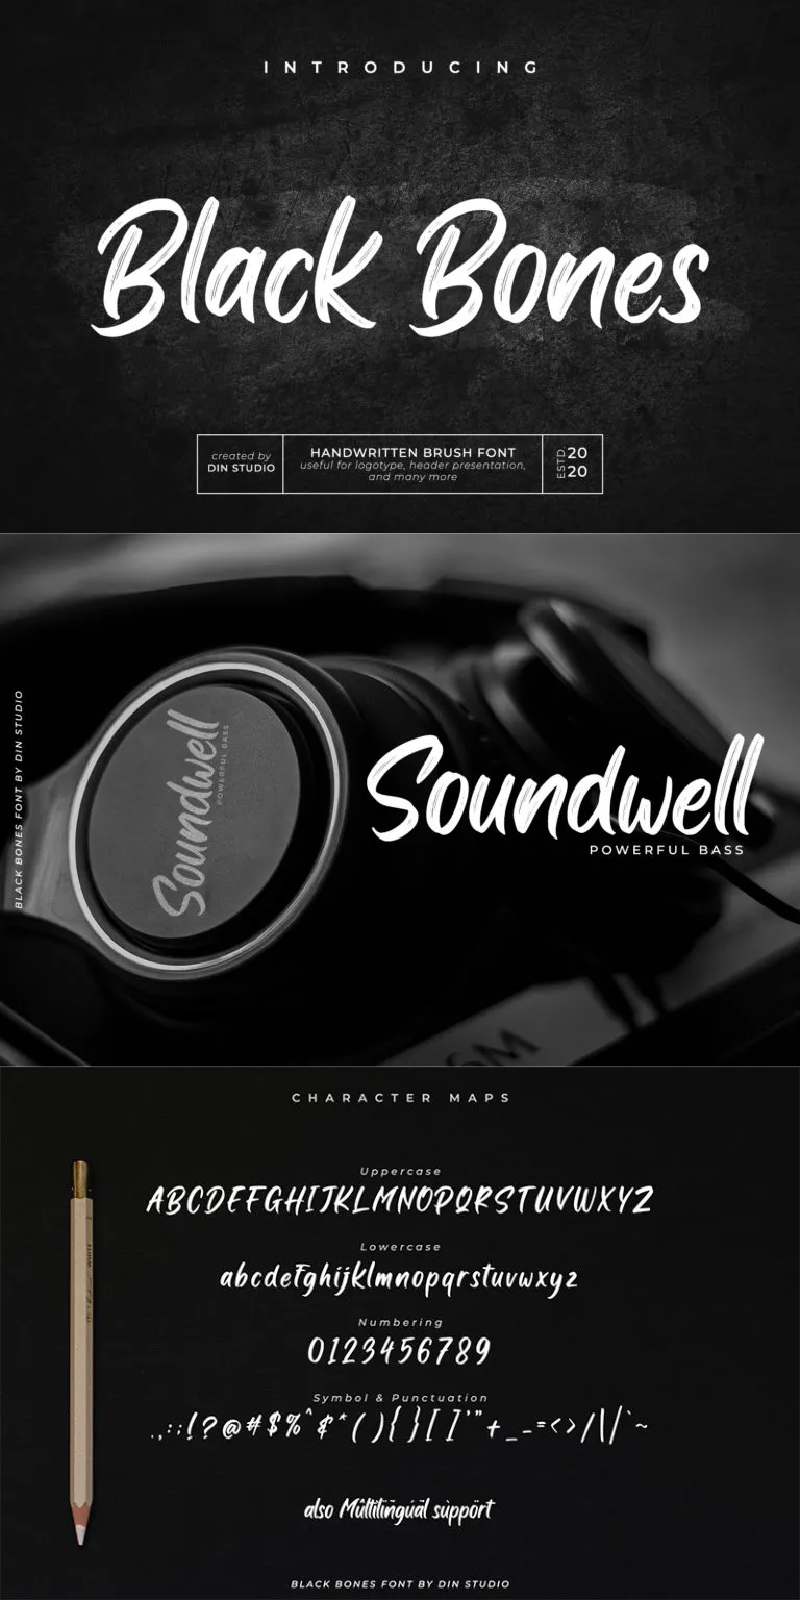 INTRODUCING
Black Bones
created by
DIN STUDIO
HANDWRITTEN BRUSH FONT
useful for logotype, header presentation,
and many more
ESTD.
20
20
BLACK BONES FONT BY DIN STUDIO
Soundwell
POWERFUL BASS
Soundwell
POWERFUL BASS
CHARACTER MAPS
Uppercase
ABCDEFGHIJKLMNOPQRSTUVWXYZ
Lowercase
abcdefghijklmnopqrstuvwxyz
Numbering
0123456789
Symbol & Punctuation
.,:;!?@#$%^&*(){}[]'"+_-=<>/\|`~
also Mûltilïngúäl sùppört
BLACK BONES FONT BY DIN STUDIO